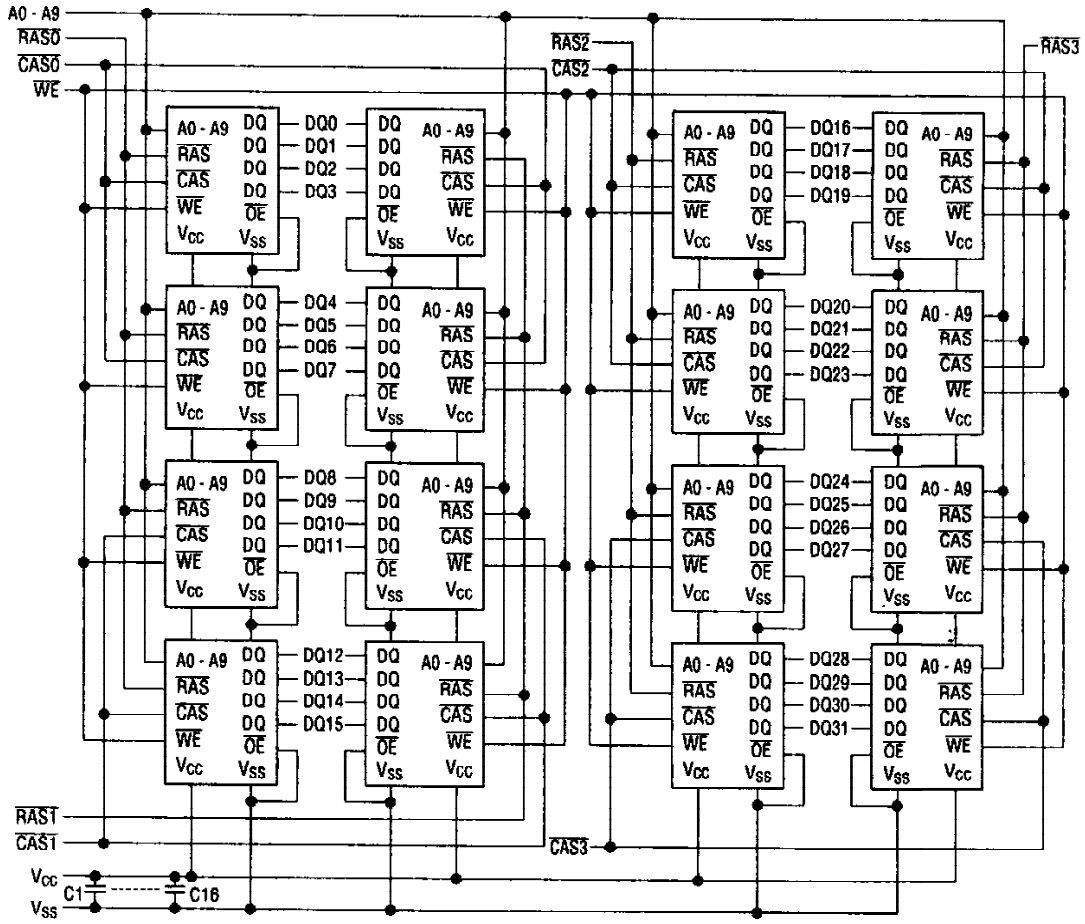 A0 - A9
RAS0
CAS0
WE
RAS2
CAS2
RAS3
A0 - A9 DQ DQ0 DQ
RAS DQ DQ1 DQ A0 - A9
CAS DQ DQ2 DQ RAS
WE DQ DQ3 DQ CAS
OE OE WE
VCC VSS VSS VCC
A0 - A9 DQ DQ16 DQ A0 - A9
RAS DQ DQ17 DQ RAS
CAS DQ DQ18 DQ CAS
WE DQ DQ19 DQ WE
OE OE
VCC VSS VSS VCC
A0 - A9 DQ DQ4 DQ A0 - A9
RAS DQ DQ5 DQ RAS
CAS DQ DQ6 DQ CAS
WE DQ DQ7 DQ WE
OE OE
VCC VSS VSS VCC
A0 - A9 DQ DQ20 DQ A0 - A9
RAS DQ DQ21 DQ RAS
CAS DQ DQ22 DQ CAS
WE DQ DQ23 DQ WE
OE OE
VCC VSS VSS VCC
A0 - A9 DQ DQ8 DQ A0 - A9
RAS DQ DQ9 DQ RAS
CAS DQ DQ10 DQ CAS
WE DQ DQ11 DQ WE
OE OE
VCC VSS VSS VCC
A0 - A9 DQ DQ24 DQ A0 - A9
RAS DQ DQ25 DQ RAS
CAS DQ DQ26 DQ CAS
WE DQ DQ27 DQ WE
OE OE
VCC VSS VSS VCC
A0 - A9 DQ DQ12 DQ A0 - A9
RAS DQ DQ13 DQ RAS
CAS DQ DQ14 DQ CAS
WE DQ DQ15 DQ WE
OE OE
VCC VSS VSS VCC
A0 - A9 DQ DQ28 DQ A0 - A9
RAS DQ DQ29 DQ RAS
CAS DQ DQ30 DQ CAS
WE DQ DQ31 DQ WE
OE OE
VCC VSS VSS VCC
RAS1
CAS1
CAS3
VCC
C1 C16
VSS